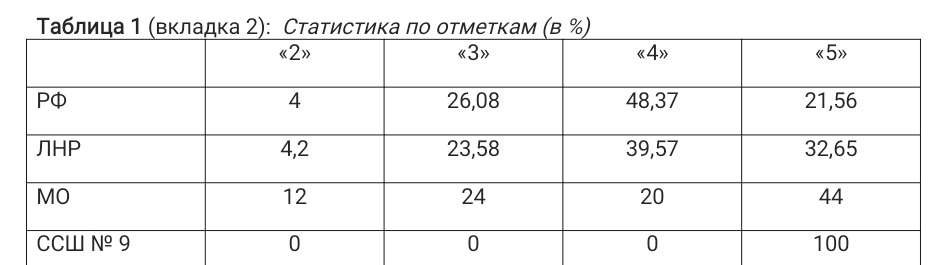 Таблица 1 (вкладка 2): Статистика по отметкам (в %)
«2» «3» «4» «5»
РФ 4 26,08 48,37 21,56
ЛНР 4,2 23,58 39,57 32,65
МО 12 24 20 44
ССШ № 9 0 0 0 100